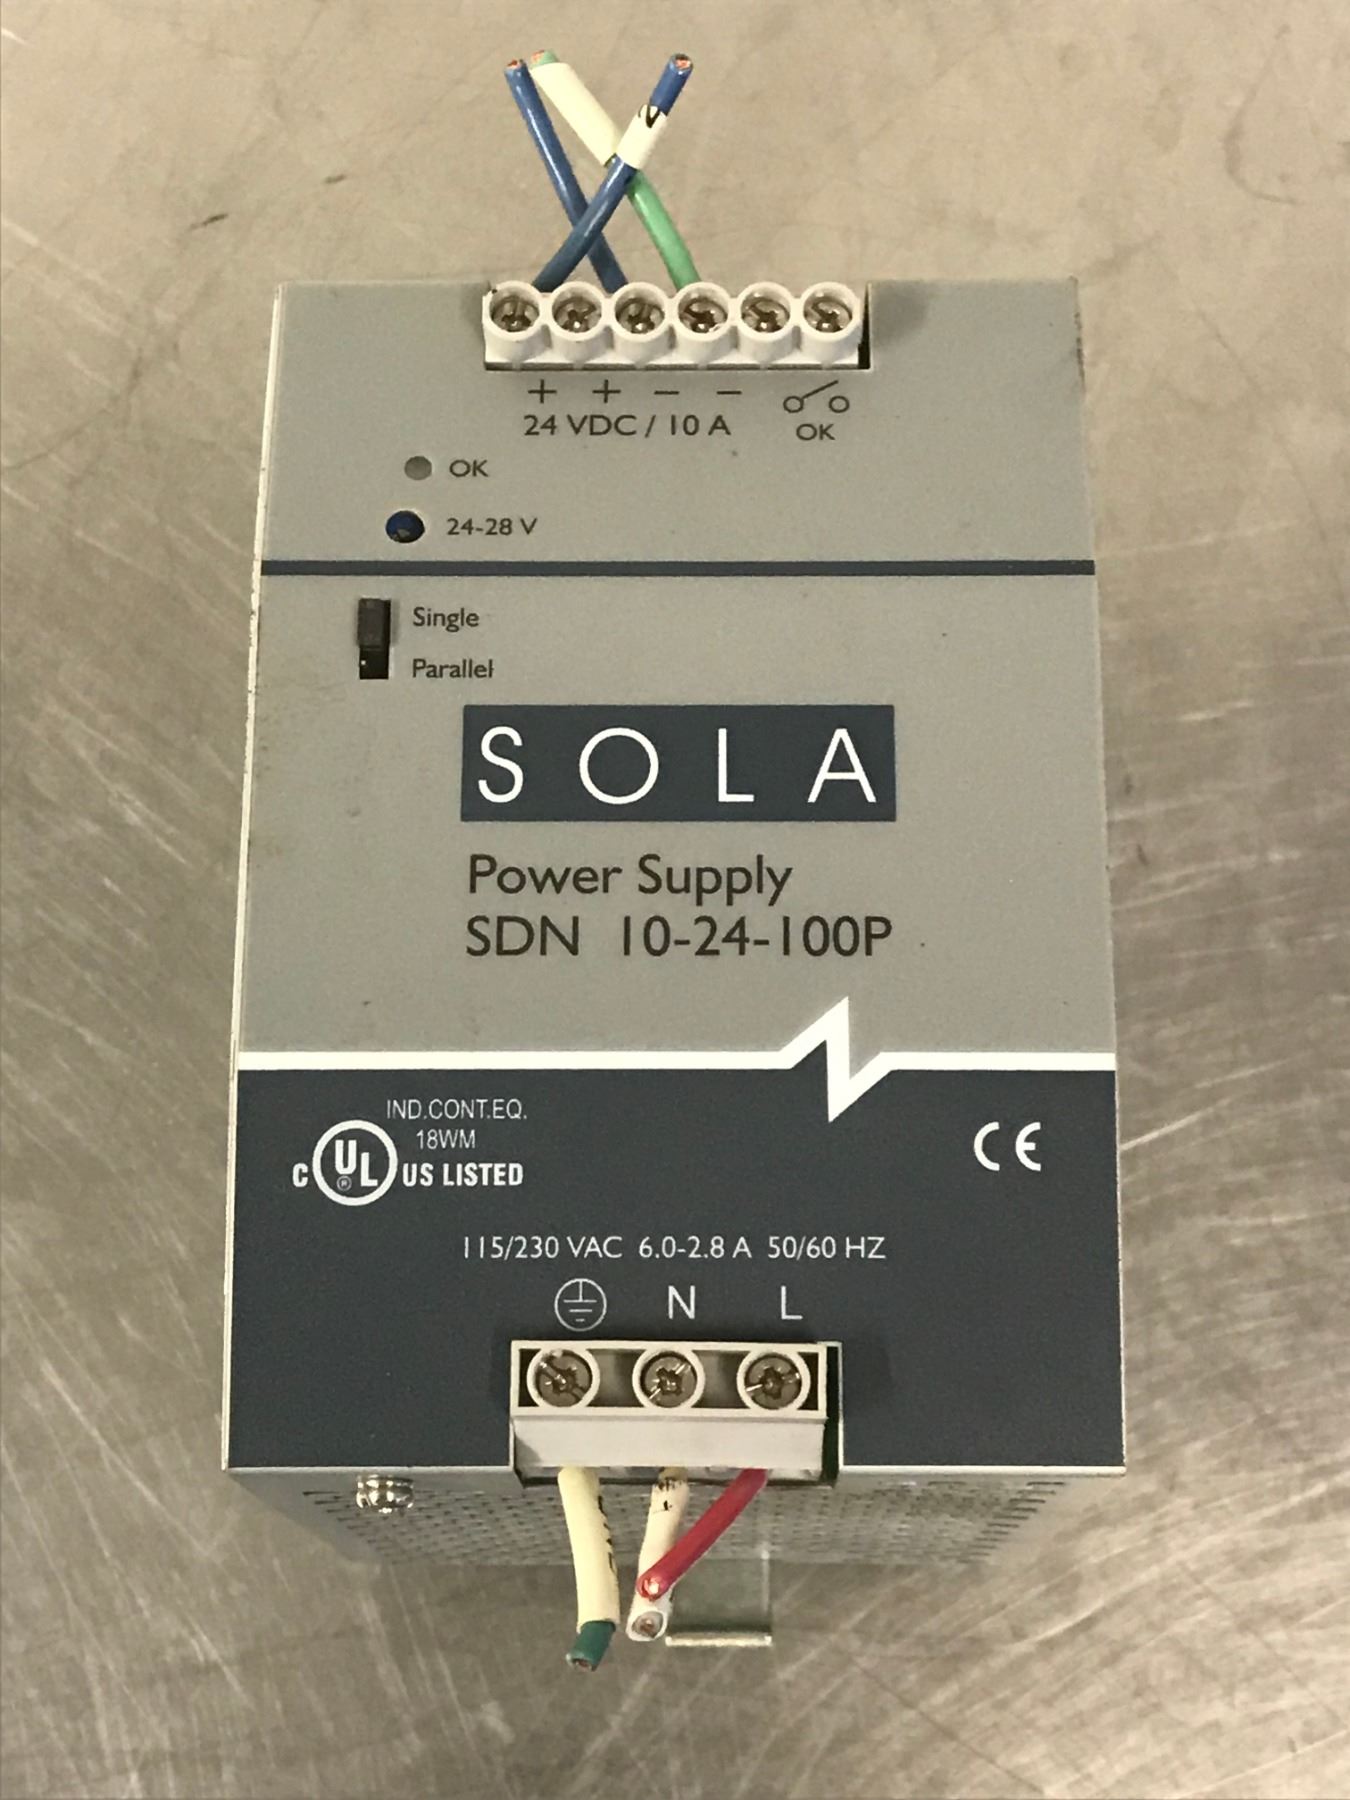 + + − −
24 VDC / 10 A
OK
OK
24-28 V
Single
Parallel
SOLA
Power Supply
SDN 10-24-100P
IND.CONT.EQ.
18WM
C UL ® US LISTED
CE
115/230 VAC 6.0-2.8 A 50/60 HZ
N L